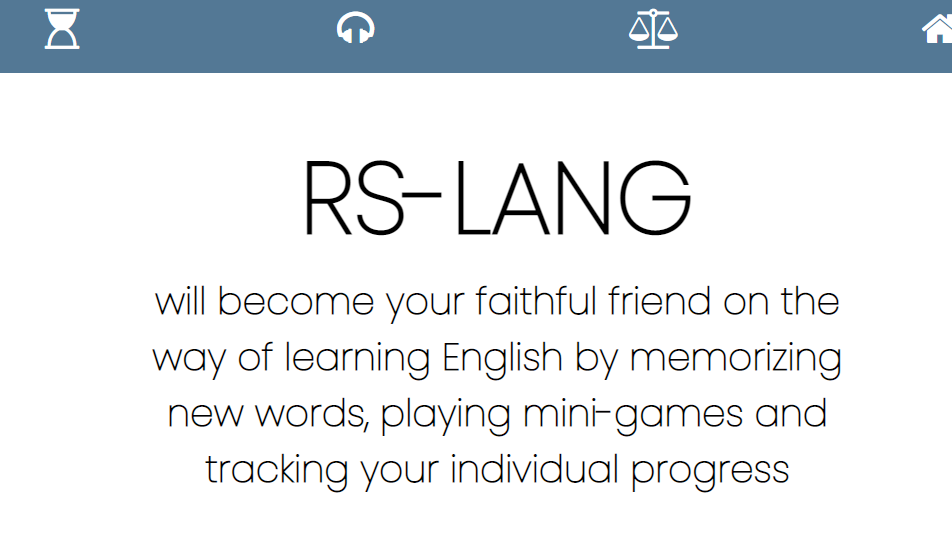 RS-LANG
will become your faithful friend on the
way of learning English by memorizing
new words, playing mini-games and
tracking your individual progress